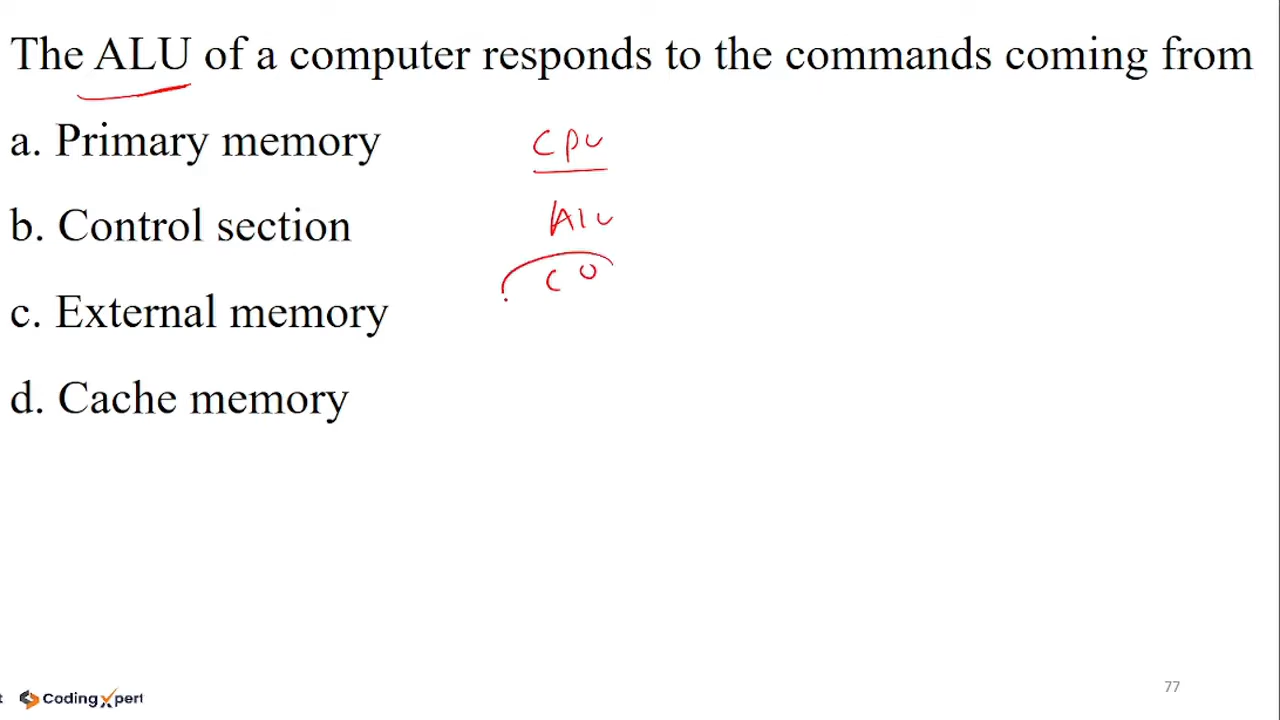 The ALU of a computer responds to the commands coming from
a. Primary memory
CPU
b. Control section
ALU
CU
c. External memory
d. Cache memory
77
t CodingXpert